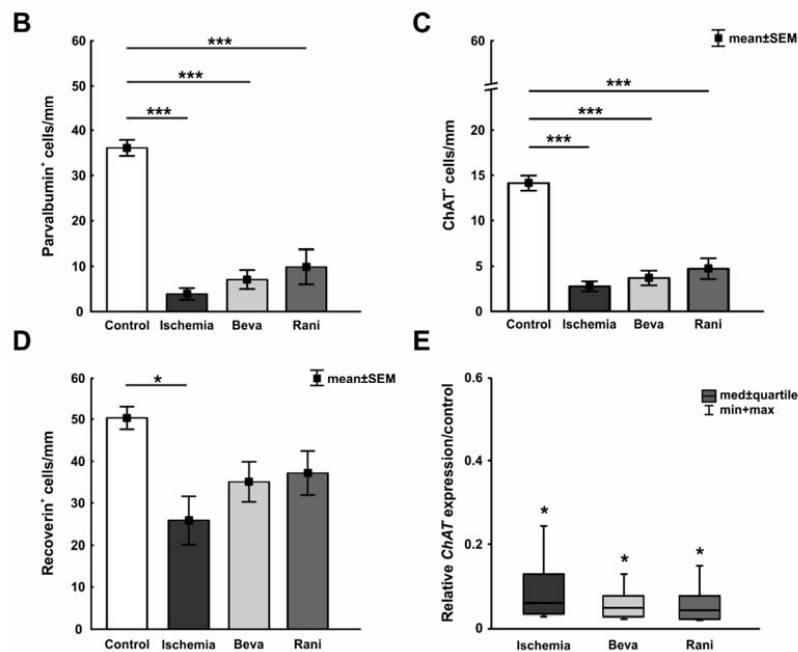 B
Parvalbumin⁺ cells/mm
60
50
40
30
20
10
0
***
***
***
Control Ischemia Beva Rani
C
mean±SEM
ChAT⁺ cells/mm
60
20
15
10
5
0
***
***
***
Control Ischemia Beva Rani
D
mean±SEM
Recoverin⁺ cells/mm
60
50
40
30
20
10
0
*
Control Ischemia Beva Rani
E
med±quartile
min+max
Relative ChAT expression/control
0.6
0.4
0.2
0
*
*
*
Ischemia Beva Rani